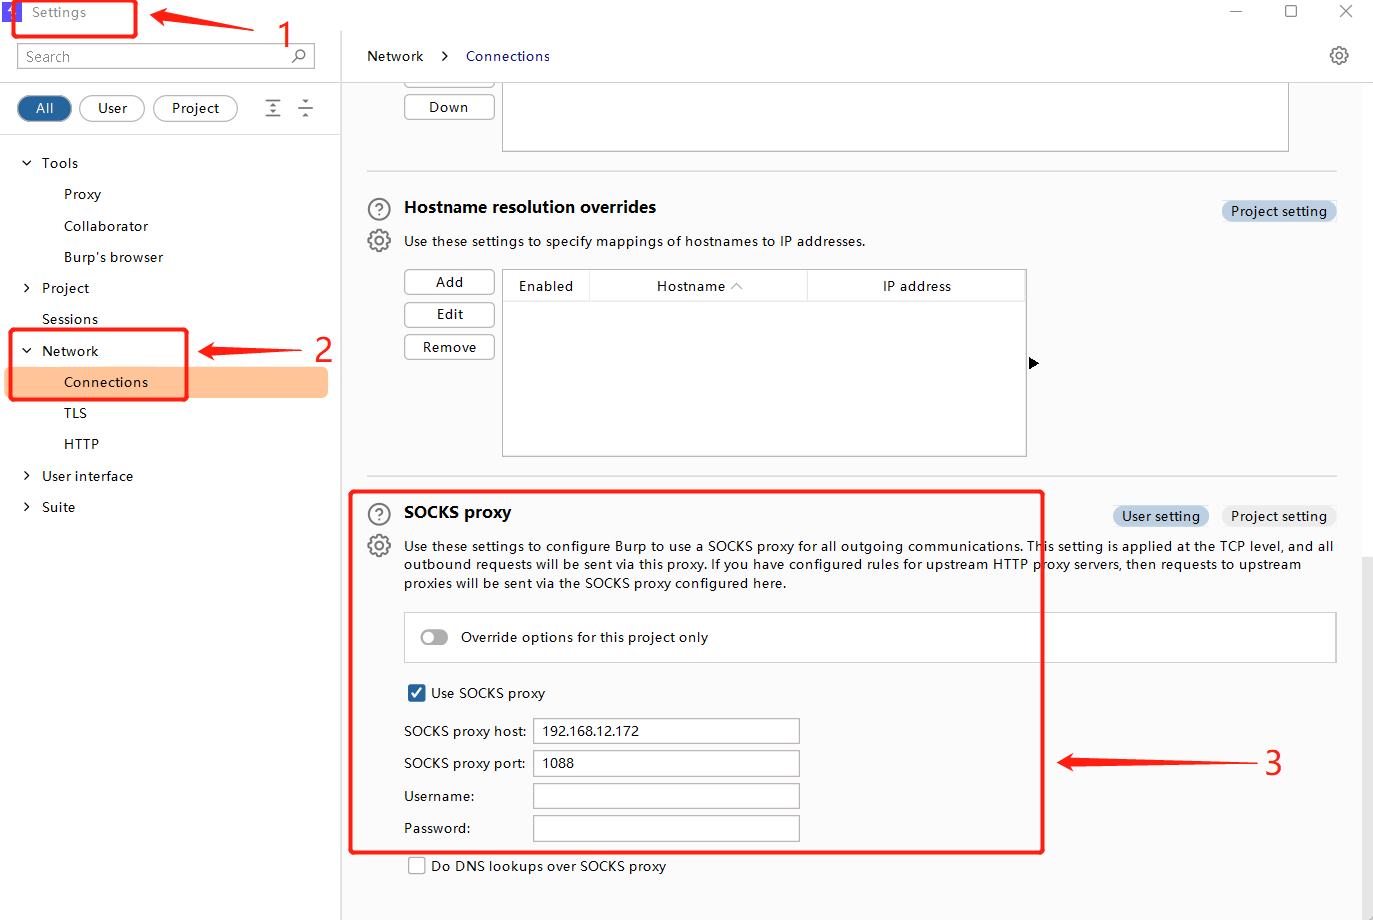 Settings
1
Search
All
User
Project
Tools
Proxy
Collaborator
Burp's browser
Project
Sessions
Network
2
Connections
TLS
HTTP
User interface
Suite
Network > Connections
Down
Hostname resolution overrides
Project setting
Use these settings to specify mappings of hostnames to IP addresses.
Add
Edit
Remove
Enabled
Hostname
IP address
SOCKS proxy
User setting
Project setting
Use these settings to configure Burp to use a SOCKS proxy for all outgoing communications. This setting is applied at the TCP level, and all
outbound requests will be sent via this proxy. If you have configured rules for upstream HTTP proxy servers, then requests to upstream
proxies will be sent via the SOCKS proxy configured here.
Override options for this project only
Use SOCKS proxy
SOCKS proxy host: 192.168.12.172
SOCKS proxy port: 1088
3
Username:
Password:
Do DNS lookups over SOCKS proxy